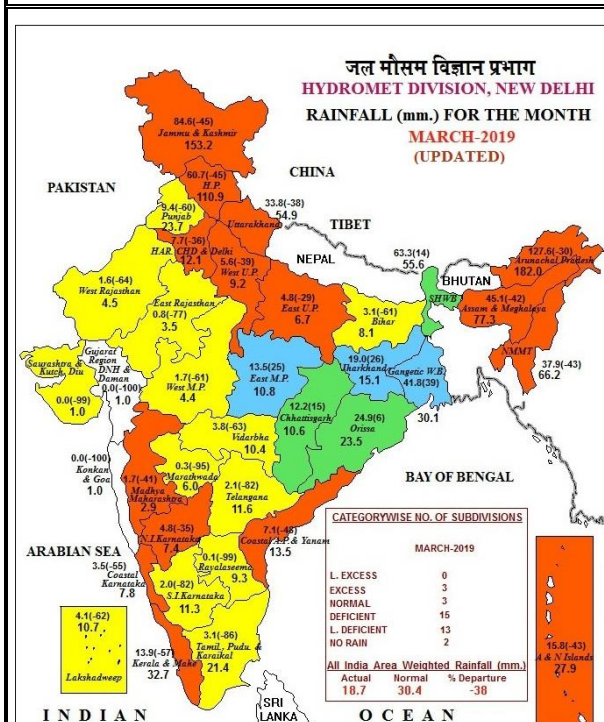 जल मौसम विज्ञान प्रभाग
HYDROMET DIVISION, NEW DELHI
RAINFALL (mm.) FOR THE MONTH
MARCH-2019
(UPDATED)
84.6(-45)
Jammu & Kashmir
153.2
CHINA
60.7(-45)
H.P.
110.9
PAKISTAN
9.4(-60)
Punjab
23.7
33.8(-38)
54.9
Uttarakhand
TIBET
7.7(-36)
HAR. CHD & Delhi
12.1
5.6(-39)
West U.P.
9.2
NEPAL
63.3(14)
55.6
BHUTAN
SHWB
127.6(-30)
Arunachal Pradesh
182.0
1.6(-64)
West Rajasthan
4.5
East Rajasthan
0.8(-77)
3.5
4.8(-29)
East U.P.
6.7
3.1(-61)
Bihar
8.1
45.1(-42)
Assam & Meghalaya
77.3
NMMT
37.9(-43)
66.2
Saurashtra &
Kutch, Diu
0.0(-99)
1.0
Gujarat
Region
DNH &
Daman
0.0(-100)
1.0
1.7(-61)
West M.P.
4.4
13.5(25)
East M.P.
10.8
19.0(26)
Jharkhand
15.1
Gangetic W.B.
41.8(39)
30.1
12.2(15)
Chhattisgarh
10.6
24.9(6)
Orissa
23.5
3.8(-63)
Vidarbha
10.4
0.0(-100)
Konkan
and Goa
1.0
1.7(-41)
Madhya
Maharashtra
2.9
0.3(-95)
Marathwada
6.0
2.1(-82)
Telangana
11.6
BAY OF BENGAL
4.8(-35)
N.I.Karnataka
7.4
7.1(-48)
Coastal A.P.& Yanam
13.5
ARABIAN SEA
3.5(-55)
Coastal
Karnataka
7.8
0.1(-99)
Rayalaseema
9.3
2.0(-82)
S.I.Karnataka
11.3
4.1(-62)
10.7
Lakshadweep
13.9(-57)
Kerala & Mahe
32.7
3.1(-86)
Tamil, Pudu. &
Karaikal
21.4
CATEGORYWISE NO. OF SUBDIVISIONS
MARCH-2019
L. EXCESS 0
EXCESS 3
NORMAL 3
DEFICIENT 15
L. DEFICIENT 13
NO RAIN 2
All India Area Weighted Rainfall (mm.)
Actual Normal % Departure
18.7 30.4 -38
15.8(-43)
A & N Islands
27.9
SRI
LANKA
INDIAN OCEAN